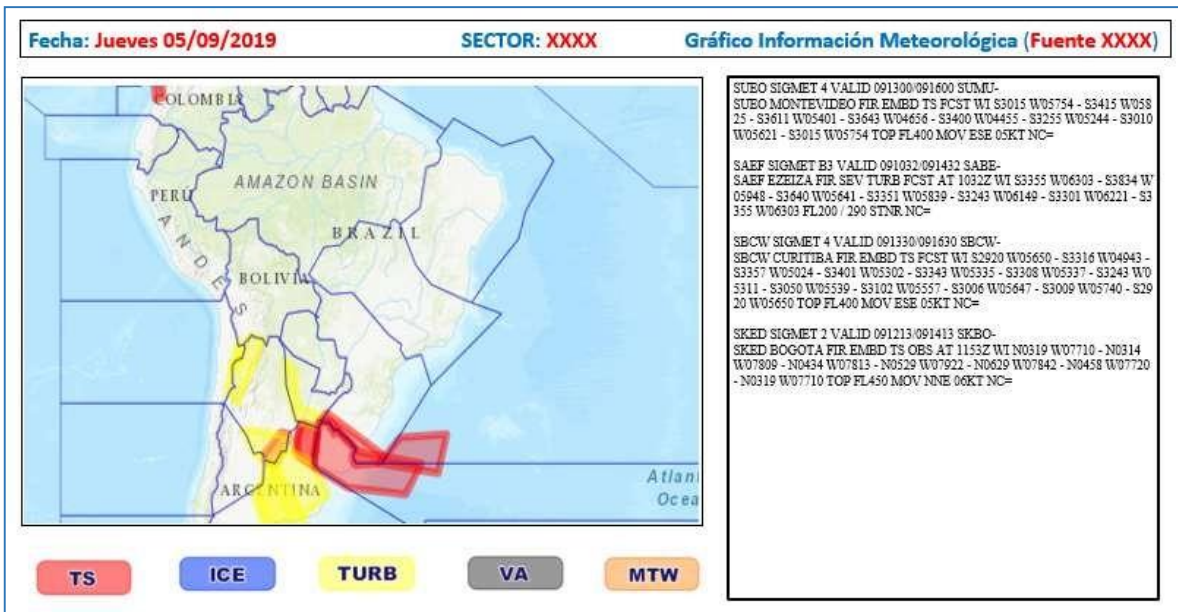 Fecha: Jueves 05/09/2019 SECTOR: XXXX Gráfico Información Meteorológica (Fuente XXXX)
COLOMBIA
PERU
AMAZON BASIN
ANDES
BRAZIL
BOLIVIA
ARGENTINA
Atlan
Ocea
SUEO SIGMET 4 VALID 091300/091600 SUMU-
SUEO MONTEVIDEO FIR EMBD TS FCST WI S3015 W05754 - S3415 W058
25 - S3611 W05401 - S3643 W04656 - S3400 W04455 - S3255 W05244 - S3010
W05621 - S3015 W05754 TOP FL400 MOV ESE 05KT NC=
SAEF SIGMET B3 VALID 091032/091432 SABE-
SAEF EZEIZA FIR SEV TURB FCST AT 1032Z WI S3355 W06303 - S3834 W
05948 - S3640 W05641 - S3351 W05839 - S3243 W06149 - S3301 W06221 - S3
355 W06303 FL200 / 290 STNR NC=
SBCW SIGMET 4 VALID 091330/091630 SBCW-
SBCW CURITIBA FIR EMBD TS FCST WI S2920 W05650 - S3316 W04943 -
S3357 W05024 - S3401 W05302 - S3343 W05335 - S3308 W05337 - S3243 W0
5311 - S3050 W05539 - S3102 W05557 - S3006 W05647 - S3009 W05740 - S29
20 W05650 TOP FL400 MOV ESE 05KT NC=
SKED SIGMET 2 VALID 091213/091413 SKBO-
SKED BOGOTA FIR EMBD TS OBS AT 1153Z WI N0319 W07710 - N0314
W07809 - N0434 W07813 - N0529 W07922 - N0629 W07842 - N0458 W07720
- N0319 W07710 TOP FL450 MOV NNE 06KT NC=
TS ICE TURB VA MTW